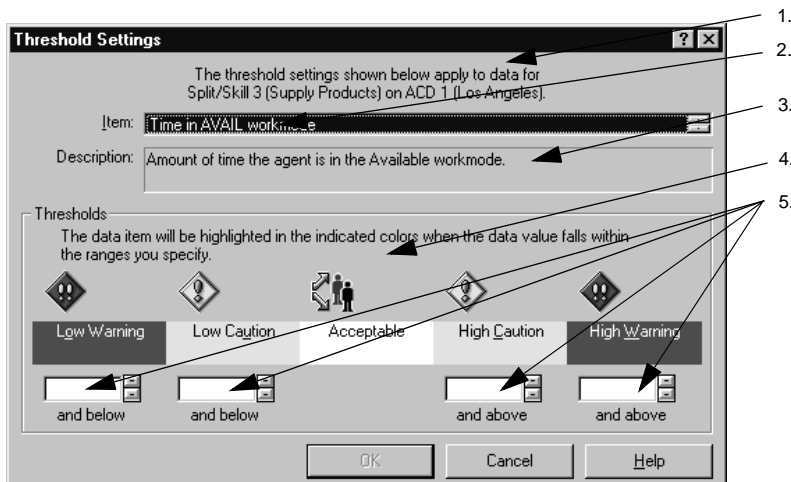 1.
Threshold Settings
2.
The threshold settings shown below apply to data for
Split/Skill 3 (Supply Products) on ACD 1 (Los Angeles).
3.
Item: Time in AVAIL workmode
Description: Amount of time the agent is in the Available workmode.
4.
5.
Thresholds
The data item will be highlighted in the indicated colors when the data value falls within
the ranges you specify.
Low Warning Low Caution Acceptable High Caution High Warning
and below and below and above and above
OK Cancel Help